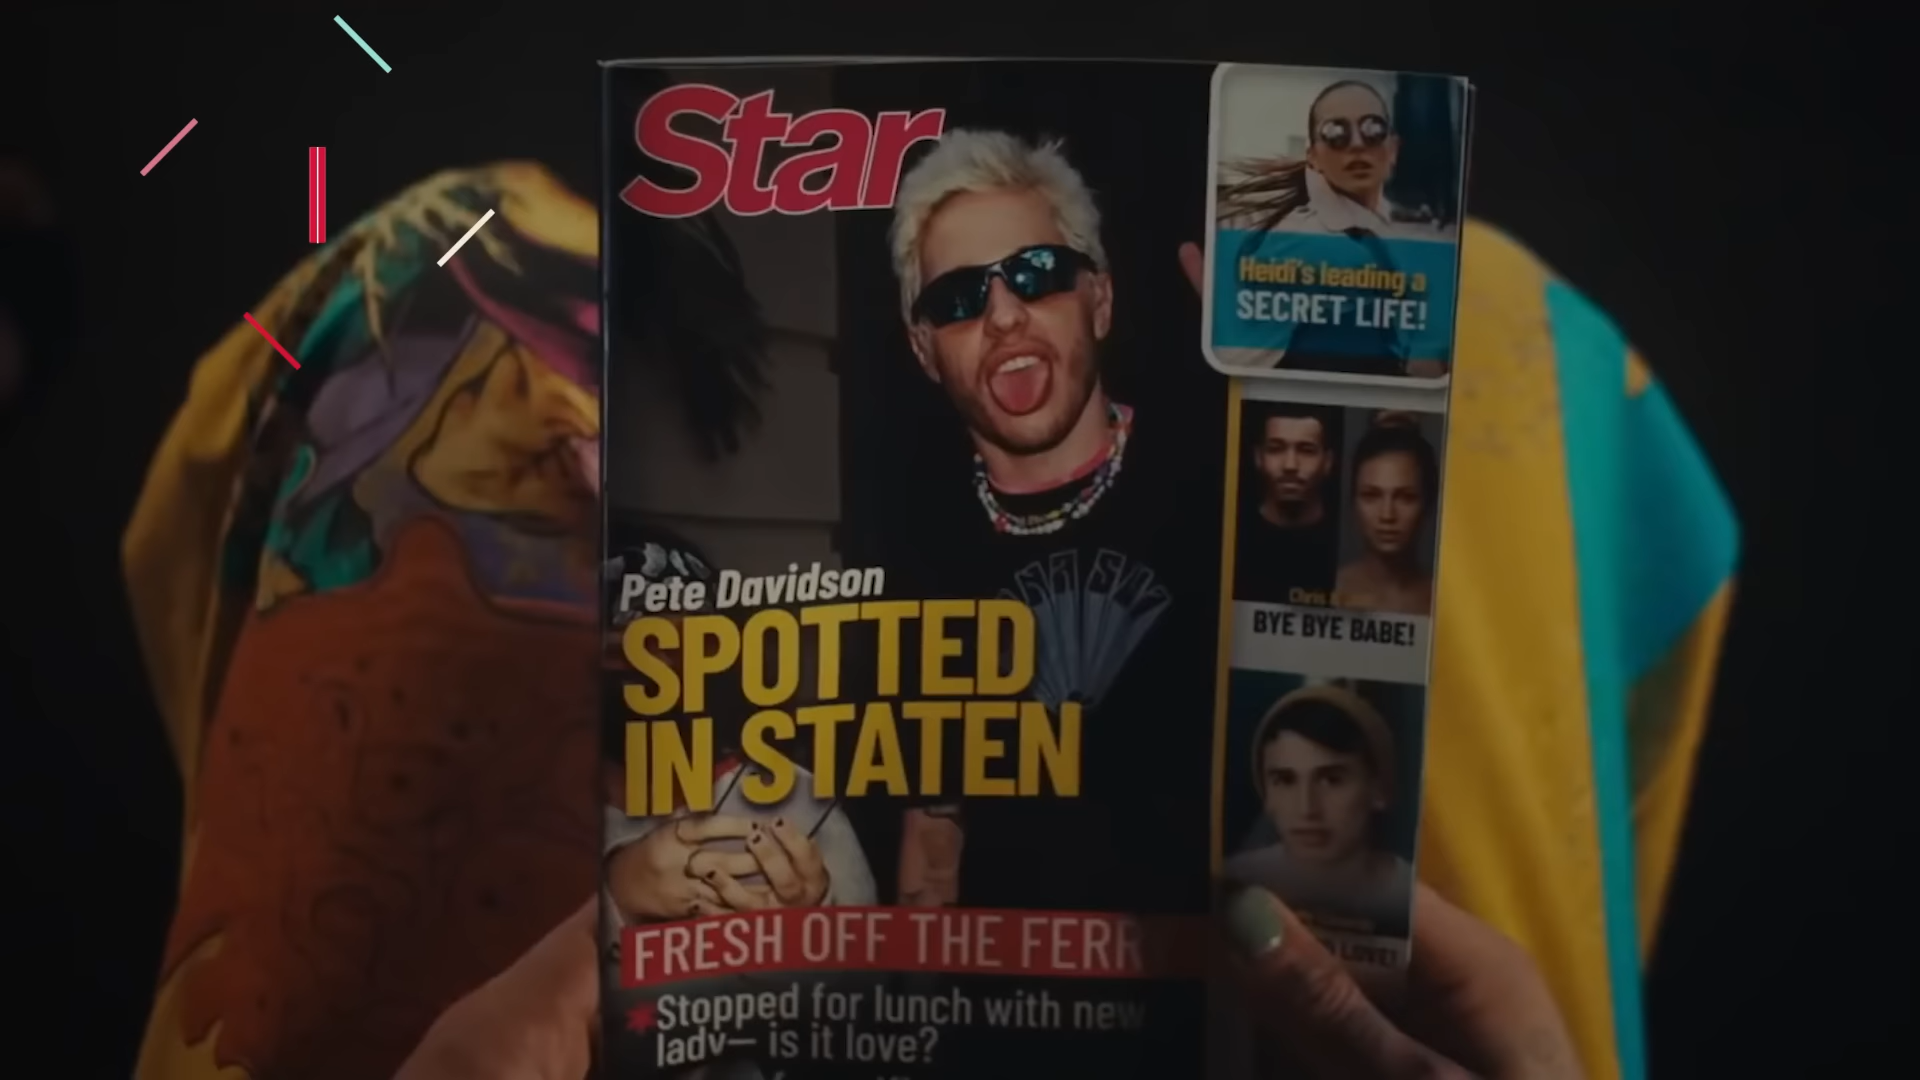 Star
Heidi's leading a
SECRET LIFE!
BYE BYE BABE!
Pete Davidson
SPOTTED
IN STATEN
FRESH OFF THE
Stopped for lunch with new
lady— is it love?
LOVE!